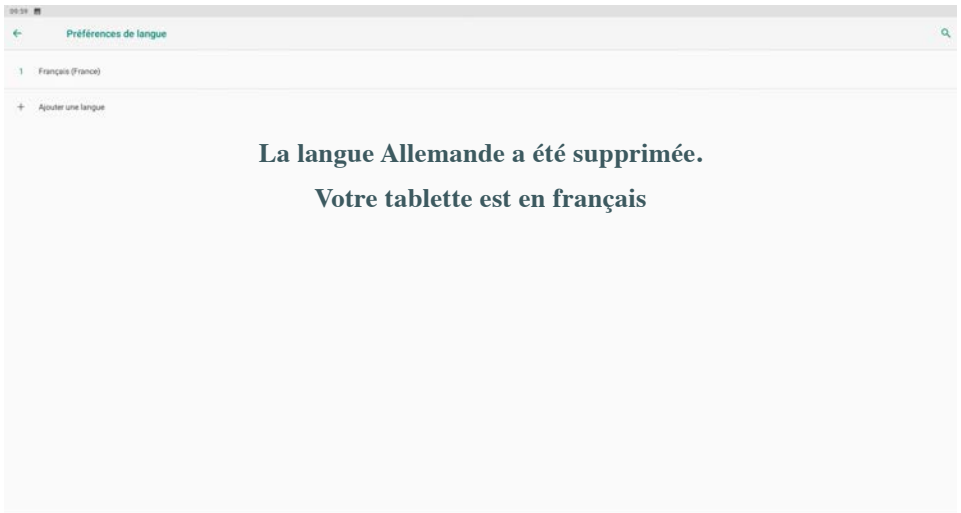 09:59
Préférences de langue
1 Français (France)
+ Ajouter une langue
La langue Allemande a été supprimée.
Votre tablette est en français